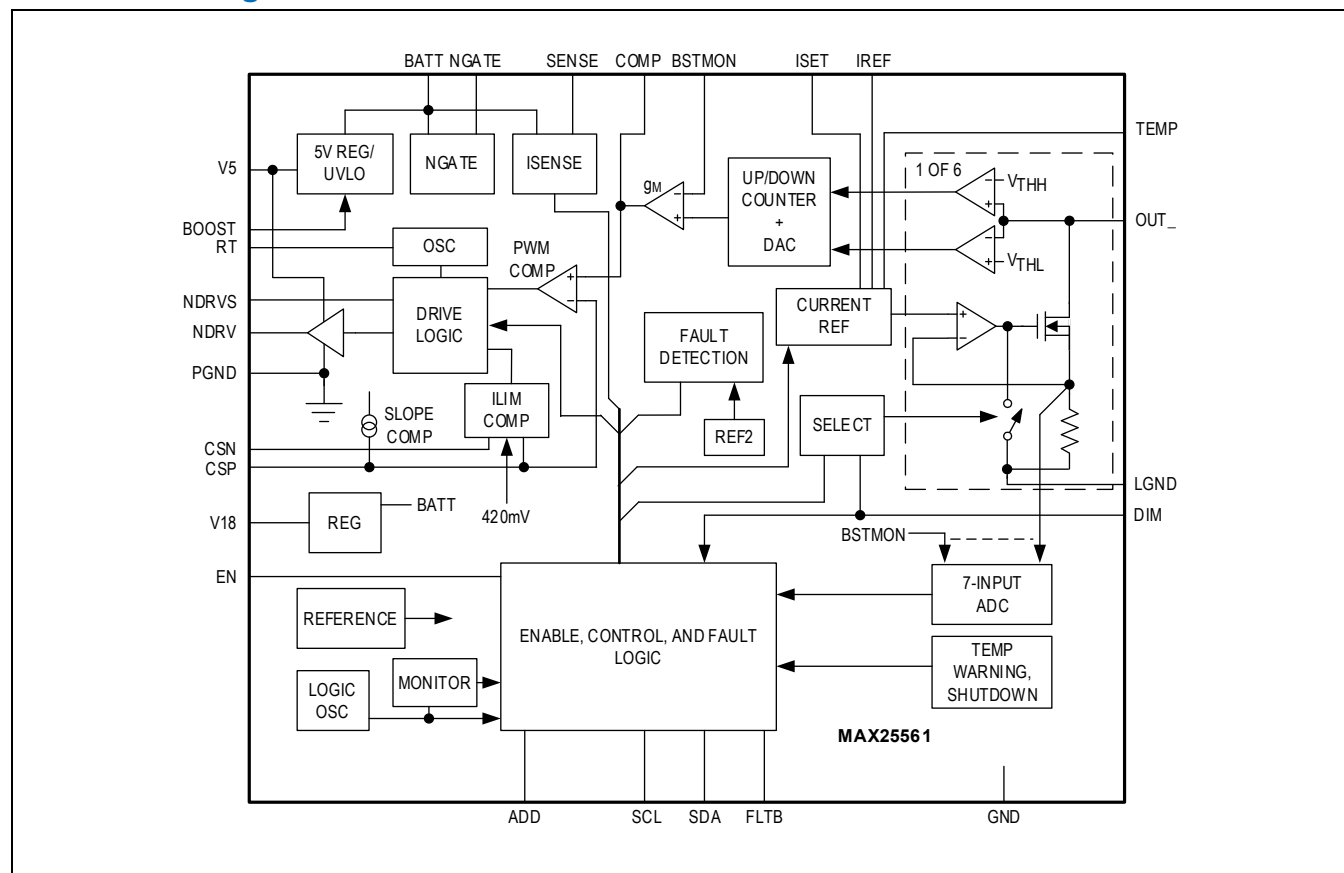 BATT NGATE SENSE COMP BSTMON ISET IREF
TEMP
V5
5V REG/
UVLO
NGATE
ISENSE
gM
UP/DOWN
COUNTER
+
DAC
1 OF 6
VTHH
-
+
-
+
-
+
VTHL
OUT_
BOOST
RT
OSC
PWM
COMP
+
-
NDRVS
NDRV
PGND
DRIVE
LOGIC
CURRENT
REF
+
-
FAULT
DETECTION
REF2
ILIM
COMP
SLOPE
COMP
SELECT
CSN
CSP
LGND
V18
REG
BATT
420mV
DIM
BSTMON
EN
7-INPUT
ADC
REFERENCE
ENABLE, CONTROL, AND FAULT
LOGIC
TEMP
WARNING,
SHUTDOWN
LOGIC
OSC
MONITOR
MAX25561
ADD SCL SDA FLTB GND